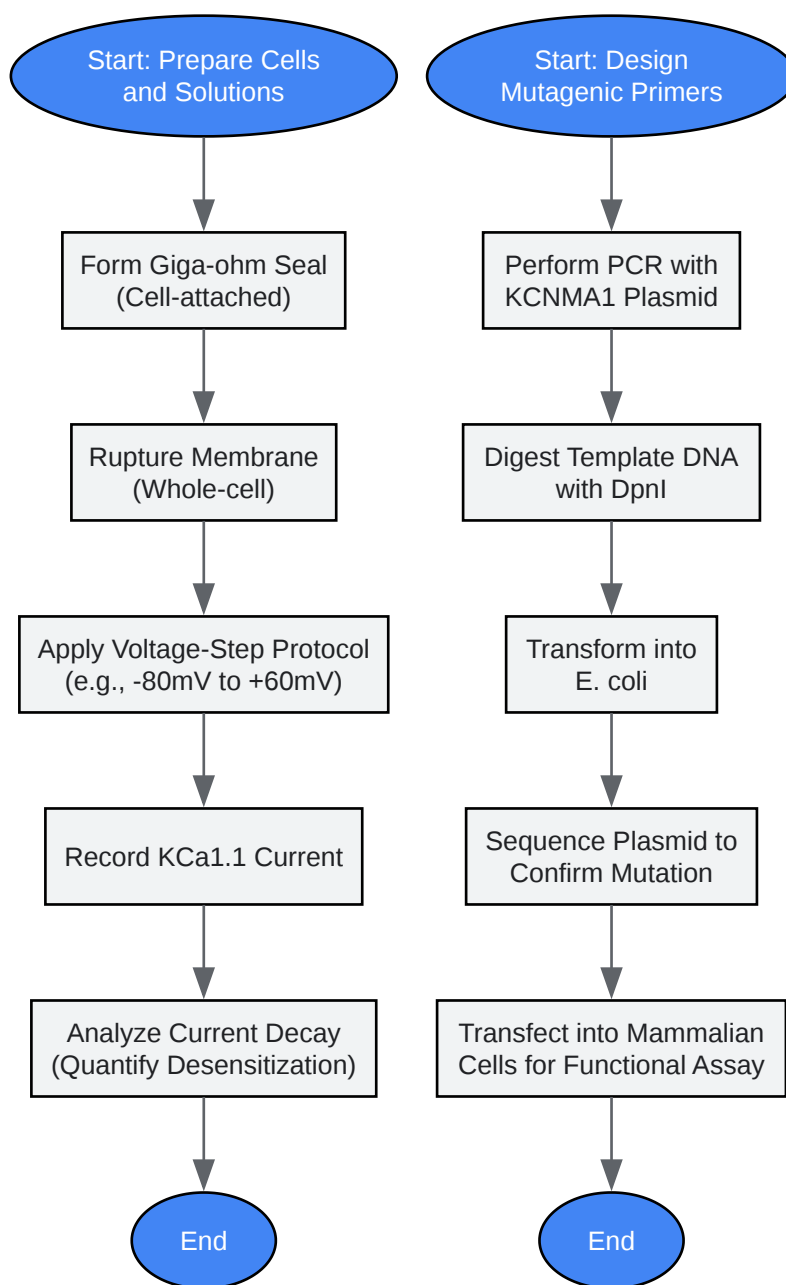 Start: Prepare Cells
and Solutions
Form Giga-ohm Seal
(Cell-attached)
Rupture Membrane
(Whole-cell)
Apply Voltage-Step Protocol
(e.g., -80mV to +60mV)
Record KCa1.1 Current
Analyze Current Decay
(Quantify Desensitization)
End
Start: Design
Mutagenic Primers
Perform PCR with
KCNMA1 Plasmid
Digest Template DNA
with DpnI
Transform into
E. coli
Sequence Plasmid to
Confirm Mutation
Transfect into Mammalian
Cells for Functional Assay
End